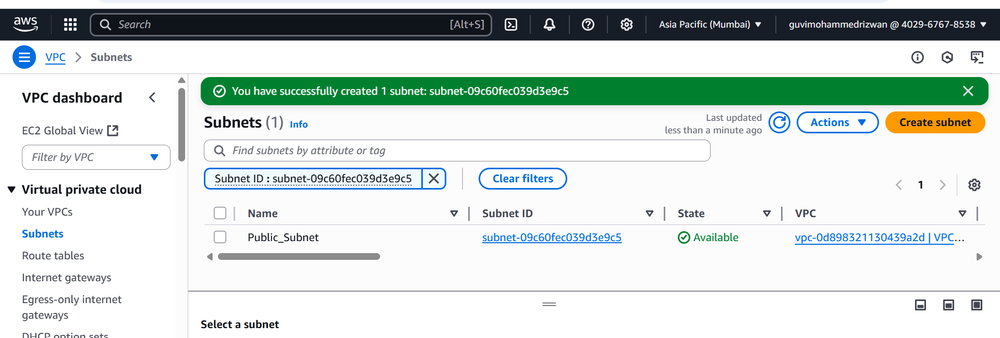 aws
Search [Alt+S]
Asia Pacific (Mumbai)
guvimohammedrizwan @ 4029-6767-8538
VPC
Subnets
VPC dashboard
EC2 Global View
Filter by VPC
Virtual private cloud
Your VPCs
Subnets
Route tables
Internet gateways
Egress-only internet
gateways
DHCP option sets
You have successfully created 1 subnet: subnet-09c60fec039d3e9c5
Subnets (1) Info
Last updated
less than a minute ago
Actions
Create subnet
Find subnets by attribute or tag
Subnet ID : subnet-09c60fec039d3e9c5
Clear filters
1
Name Subnet ID State VPC
Public_Subnet subnet-09c60fec039d3e9c5 Available vpc-0d898321130439a2d | VPC...
Select a subnet